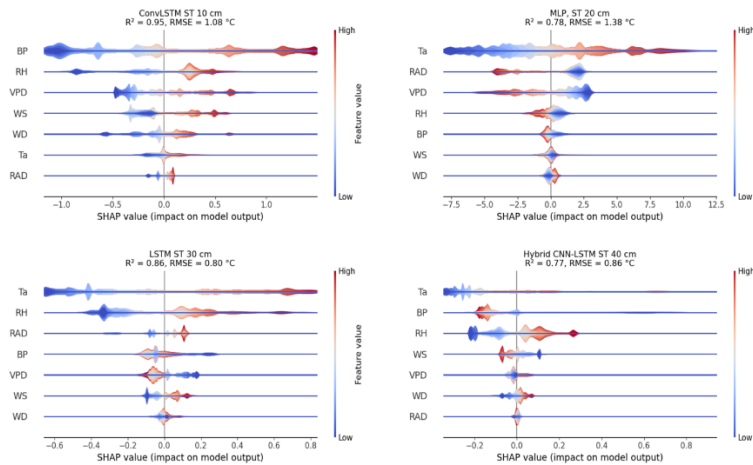 ConvLSTM ST 10 cm
R² = 0.95, RMSE = 1.08 °C
BP
RH
VPD
WS
WD
Ta
RAD
−1.0 −0.5 0.0 0.5 1.0
SHAP value (impact on model output)
High
Feature value
Low
MLP, ST 20 cm
R² = 0.78, RMSE = 1.38 °C
Ta
RAD
VPD
RH
BP
WS
WD
−7.5 −5.0 −2.5 0.0 2.5 5.0 7.5 10.0 12.5
SHAP value (impact on model output)
High
Low
LSTM ST 30 cm
R² = 0.86, RMSE = 0.80 °C
Ta
RH
RAD
BP
VPD
WS
WD
−0.6 −0.4 −0.2 0.0 0.2 0.4 0.6 0.8
SHAP value (impact on model output)
High
Low
Hybrid CNN-LSTM ST 40 cm
R² = 0.77, RMSE = 0.86 °C
Ta
BP
RH
WS
VPD
WD
RAD
−0.2 0.0 0.2 0.4 0.6 0.8
SHAP value (impact on model output)
High
Low